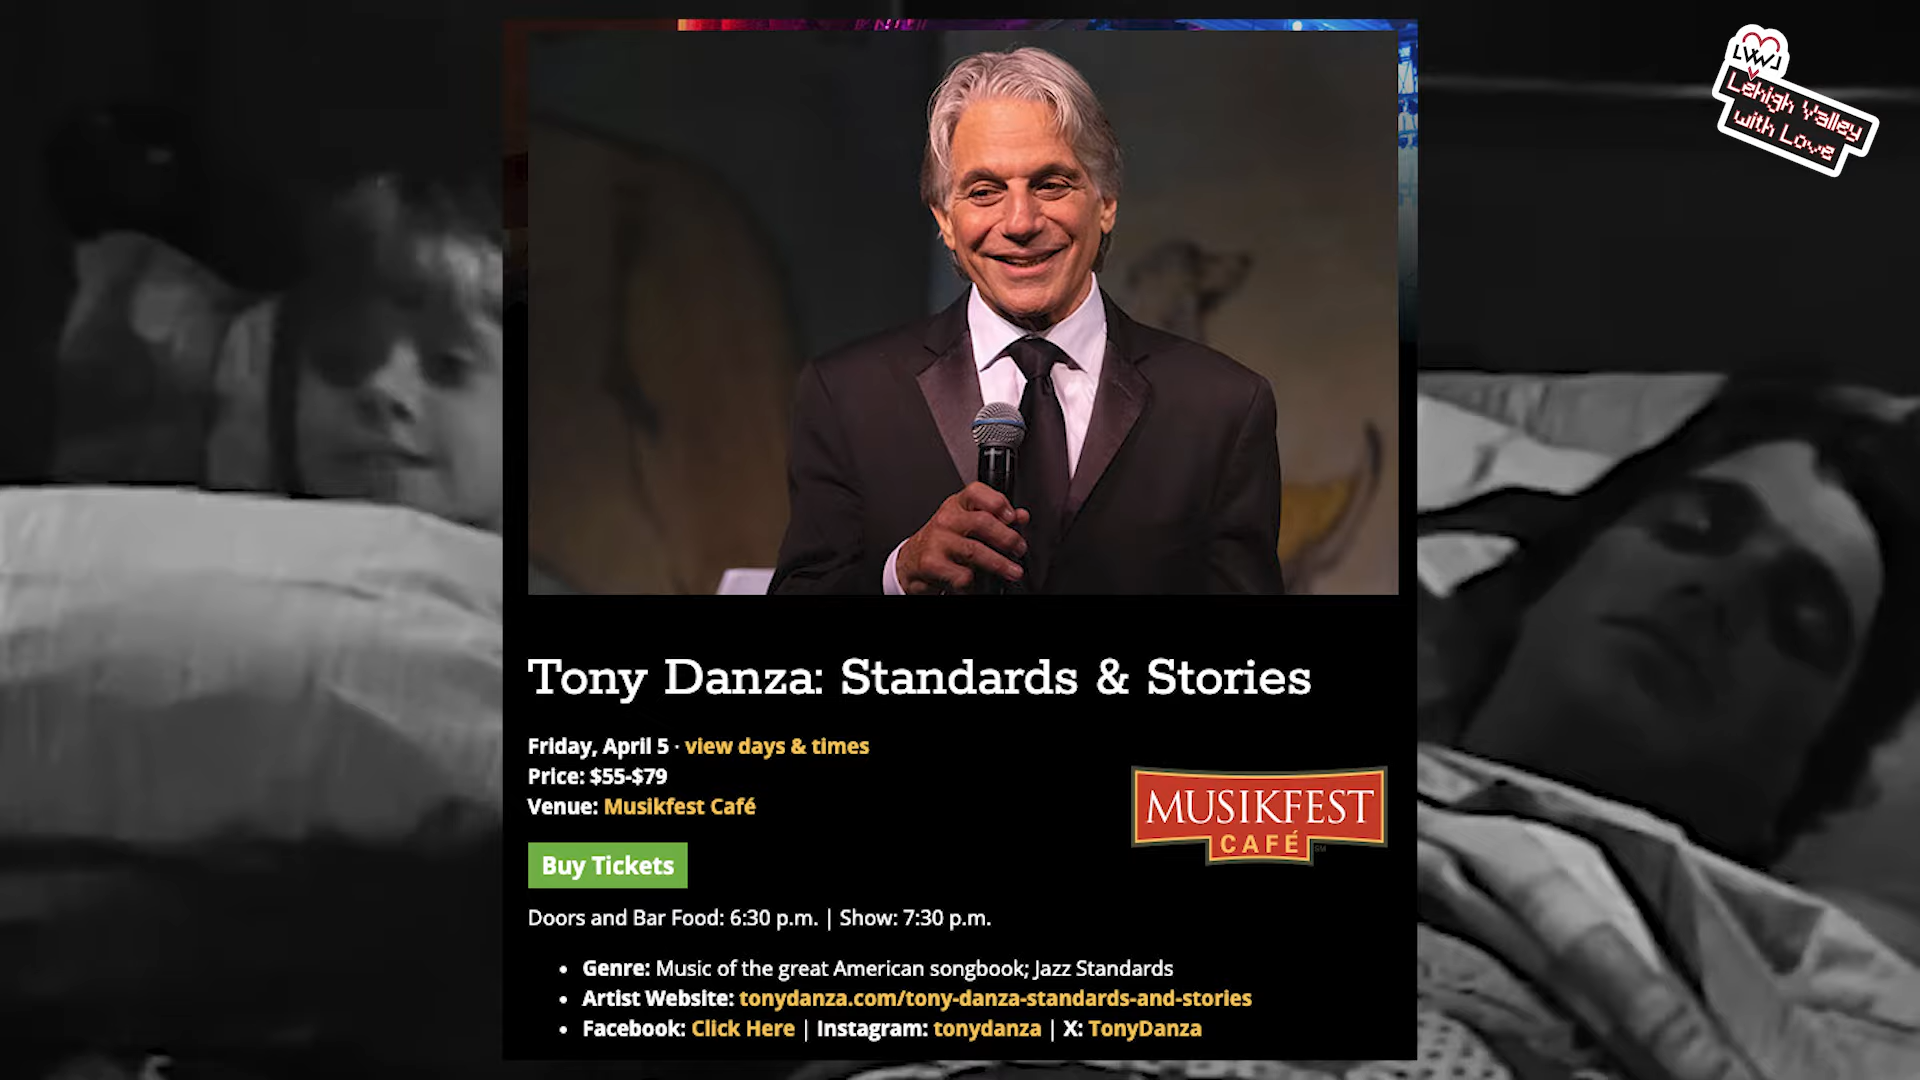 LVWL
Lehigh Valley
with Love
Tony Danza: Standards & Stories
Friday, April 5 · view days & times
Price: $55-$79
Venue: Musikfest Café
MUSIKFEST
CAFÉ
SM
Buy Tickets
Doors and Bar Food: 6:30 p.m. | Show: 7:30 p.m.
• Genre: Music of the great American songbook; Jazz Standards
• Artist Website: tonydanza.com/tony-danza-standards-and-stories
• Facebook: Click Here | Instagram: tonydanza | X: TonyDanza